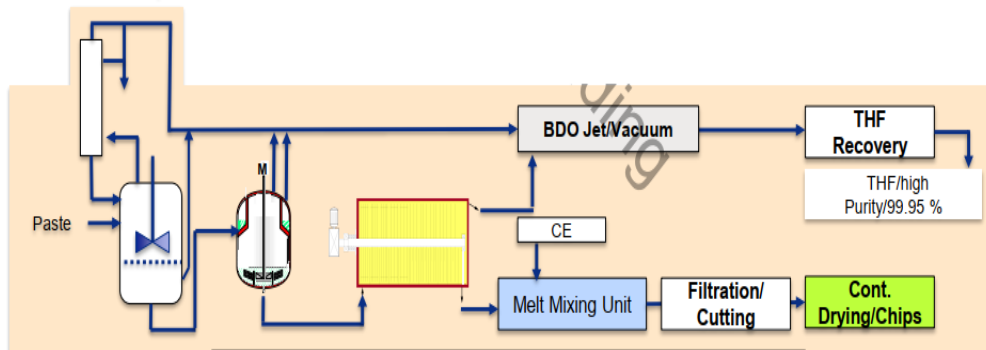 M
BDO Jet/Vacuum
THF
Recovery
THF/high
Purity/99.95 %
Paste
CE
Melt Mixing Unit
Filtration/
Cutting
Cont.
Drying/Chips